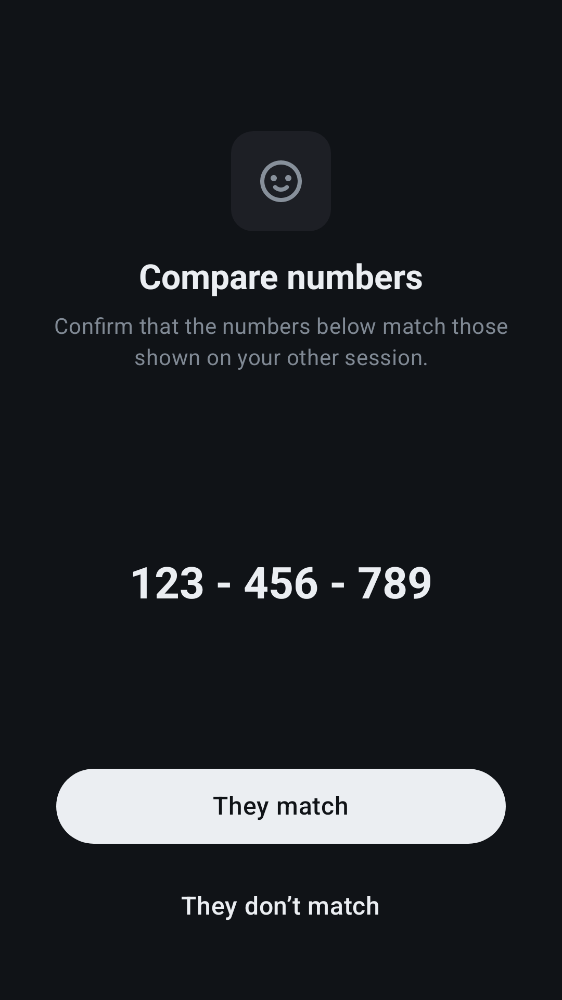 Compare numbers
Confirm that the numbers below match those
shown on your other session.
123 - 456 - 789
They match
They don’t match